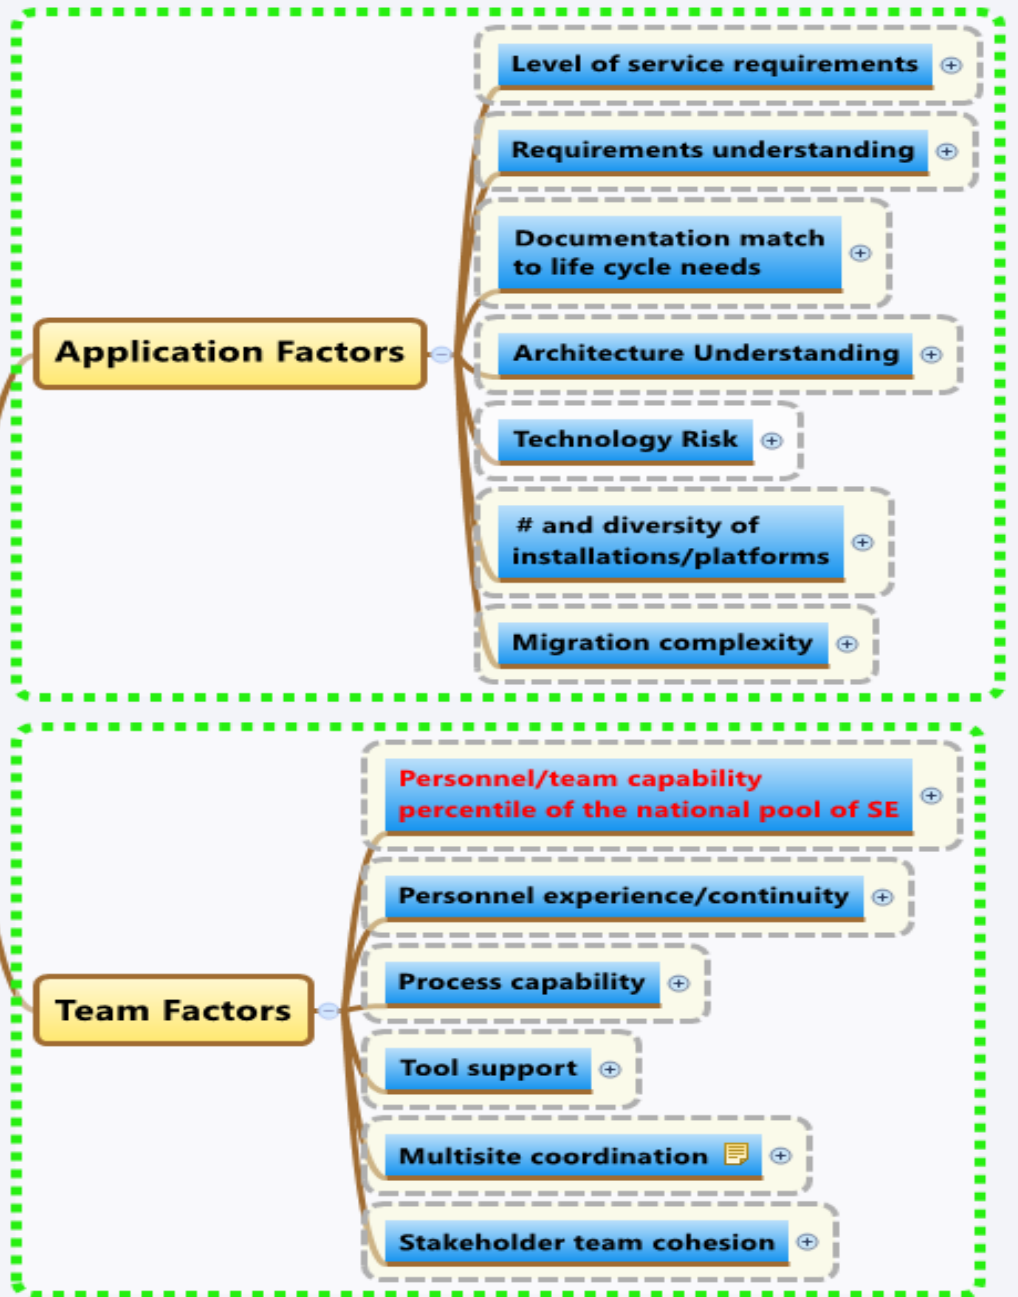 Level of service requirements
Requirements understanding
Documentation match
to life cycle needs
Application Factors
Architecture Understanding
Technology Risk
# and diversity of
installations/platforms
Migration complexity
Personnel/team capability
percentile of the national pool of SE
Personnel experience/continuity
Process capability
Team Factors
Tool support
Multisite coordination
Stakeholder team cohesion